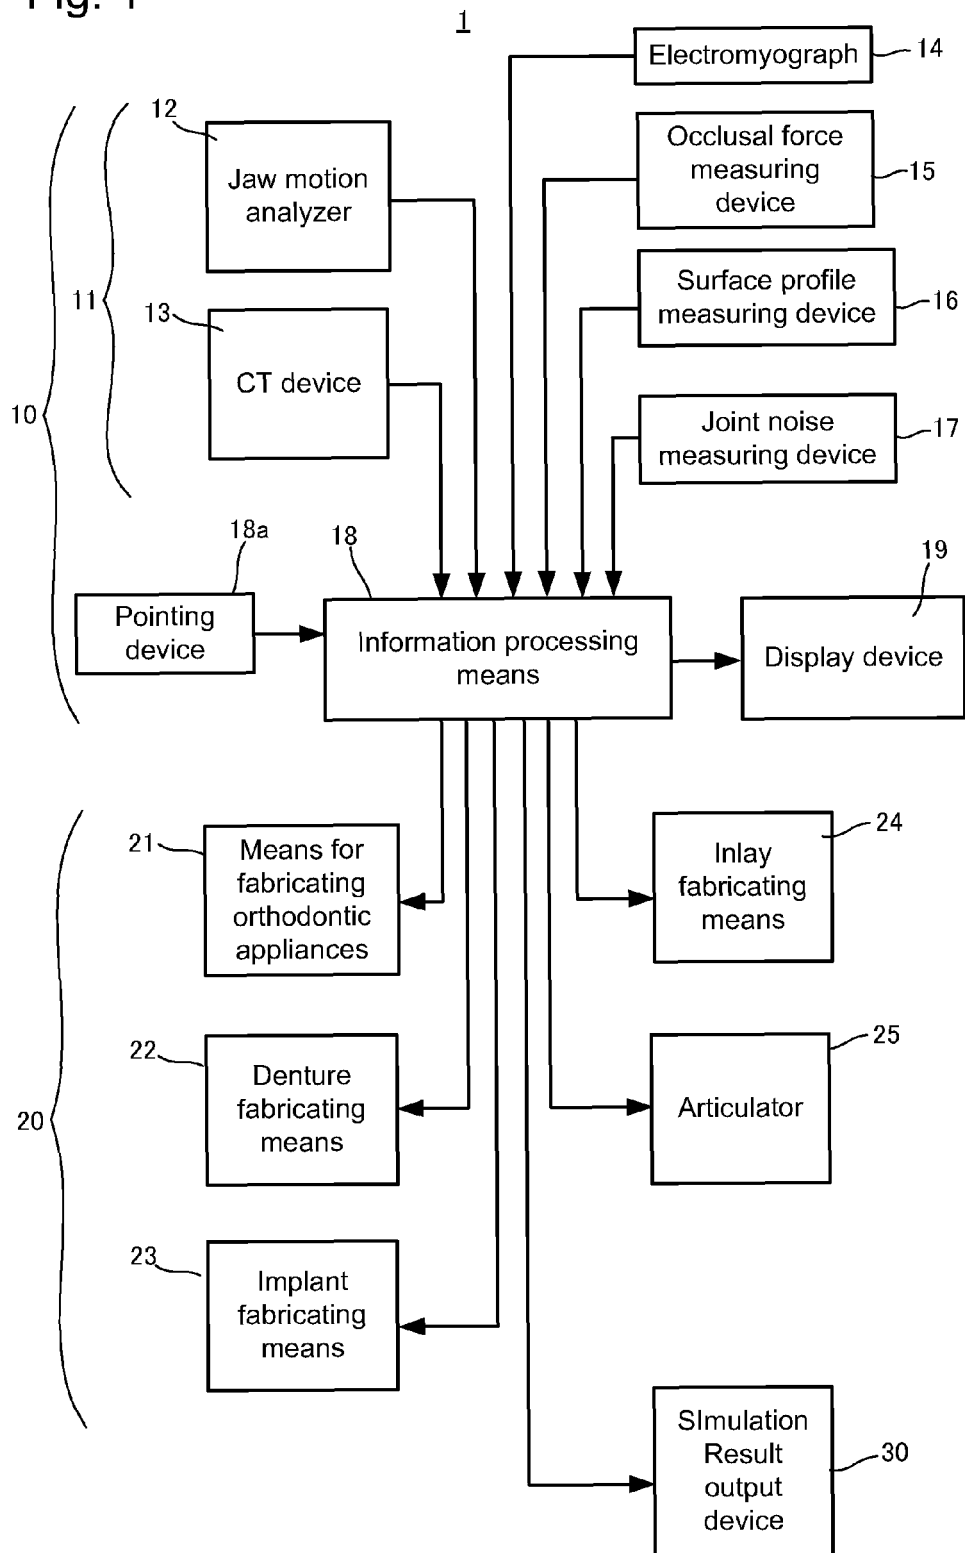 Fig. 1
1
Electromyograph
14
12
Jaw motion
analyzer
Occlusal force
measuring
device
15
11
13
CT device
Surface profile
measuring device
16
10
Joint noise
measuring device
17
18a
18
19
Pointing
device
Information processing
means
Display device
21
Means for
fabricating
orthodontic
appliances
24
Inlay
fabricating
means
22
Denture
fabricating
means
25
Articulator
20
23
Implant
fabricating
means
SImulation
Result
output
device
30